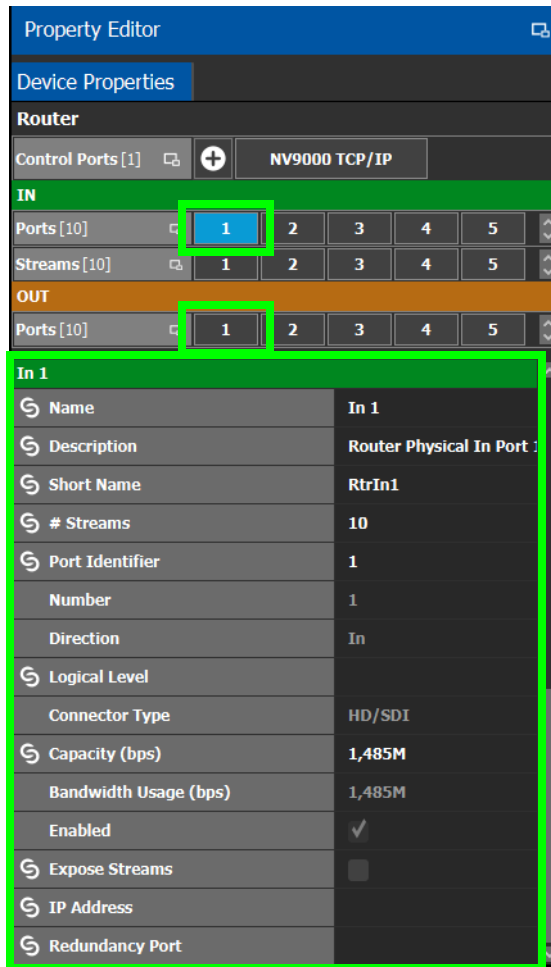 Property Editor
Device Properties
Router
Control Ports [1] NV9000 TCP/IP
IN
Ports [10] 1 2 3 4 5
Streams [10] 1 2 3 4 5
OUT
Ports [10] 1 2 3 4 5
In 1
Name In 1
Description Router Physical In Port 1
Short Name RtrIn1
# Streams 10
Port Identifier 1
Number 1
Direction In
Logical Level
Connector Type HD/SDI
Capacity (bps) 1,485M
Bandwidth Usage (bps) 1,485M
Enabled
Expose Streams
IP Address
Redundancy Port